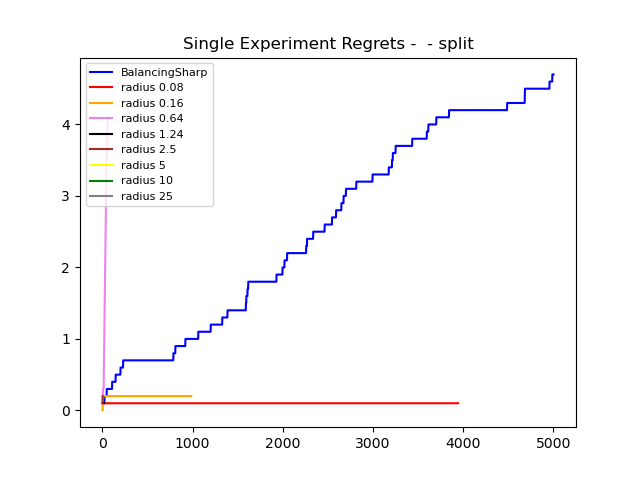 Single Experiment Regrets -  - split
BalancingSharp
radius 0.08
radius 0.16
radius 0.64
radius 1.24
radius 2.5
radius 5
radius 10
radius 25
4
3
2
1
0
0 1000 2000 3000 4000 5000